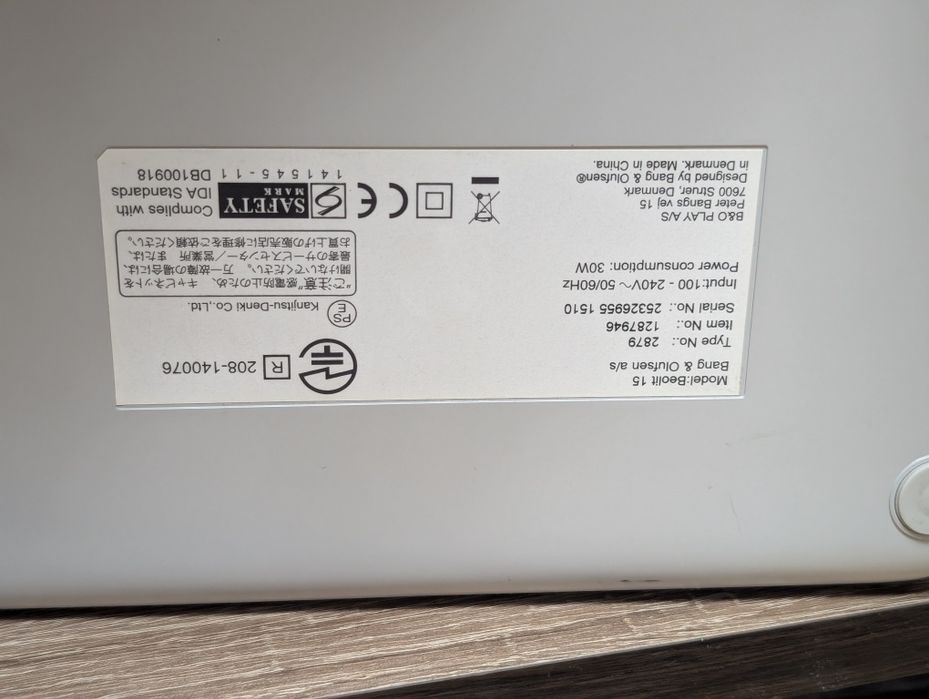 Model:Beolit 15
Bang & Olufsen a/s
Type No.: 2879
Item No.: 1287946
Serial No.: 25326955 1510
Input:100 - 240V～ 50/60Hz
Power consumption: 30W
B&O PLAY A/S
Peter Bangs vej 15
7600 Struer, Denmark
Designed by Bang & Olufsen®
in Denmark. Made in China.
R 208-140076
PS
E
Kanjitsu-Denki Co.,Ltd.
"ご注意"感電防止のため、キャビネットを
開けないでください。 万一故障の場合には、
最寄のサービスセンター／営業所 または、
お買上げの販売店に修理をご依頼ください。
CE
SAFETY
MARK
141545-11
Complies with
IDA Standards
DB100918